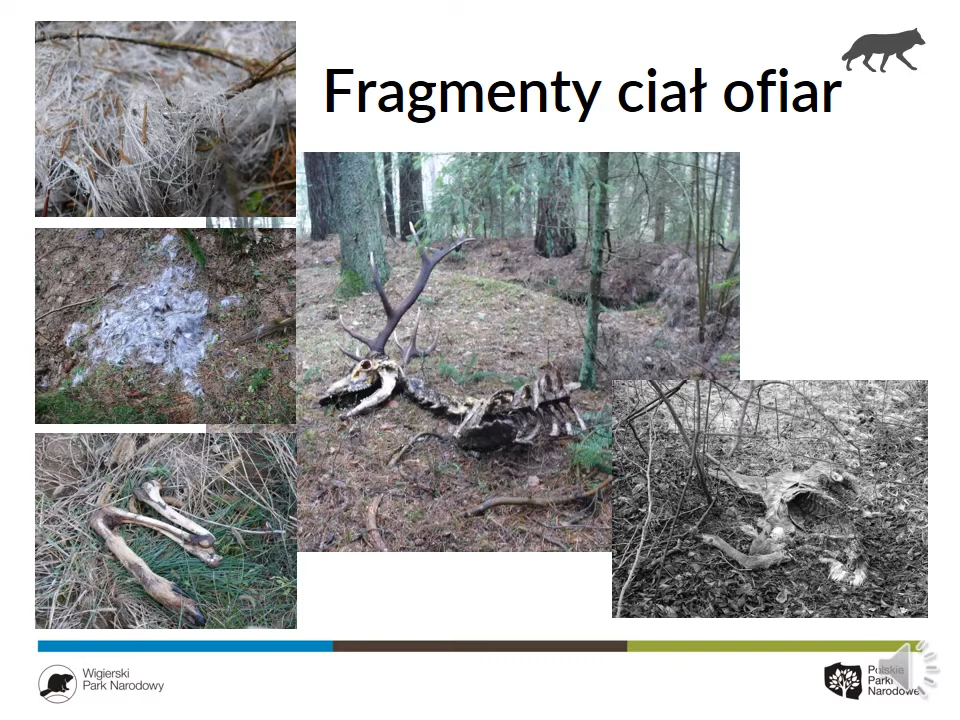 Fragmenty ciał ofiar
Wigierski
Park Narodowy
Polskie
Parki
Narodowe